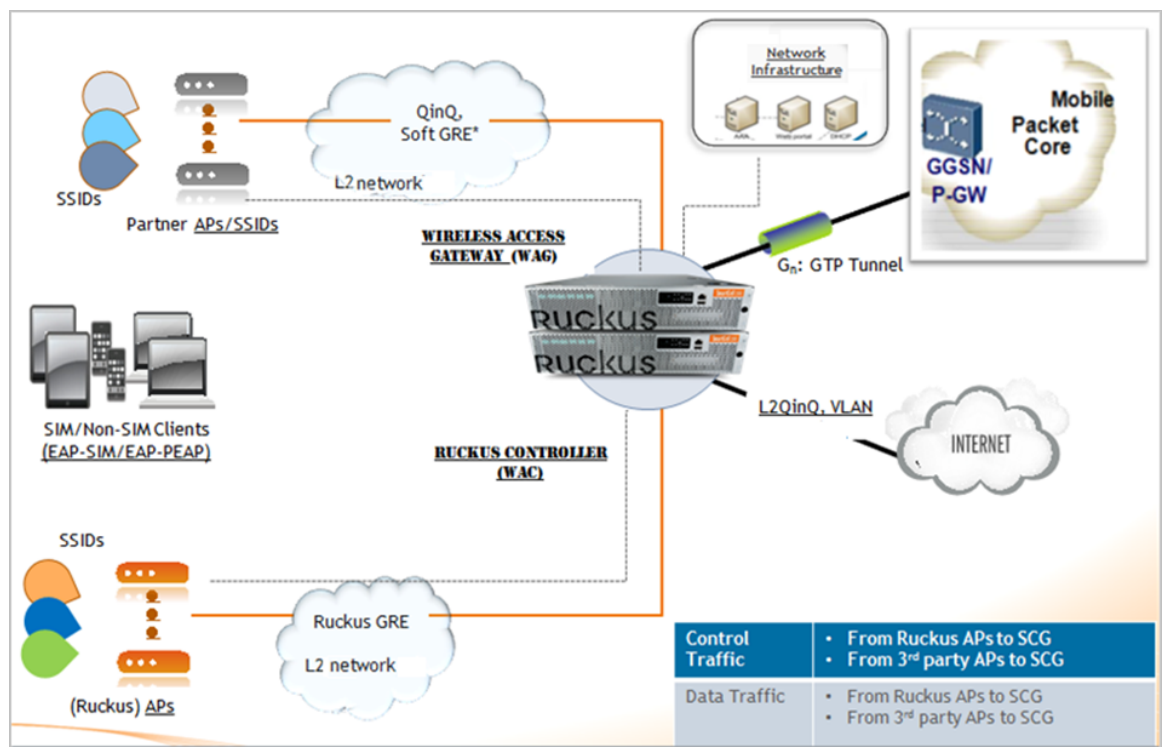 Network
Infrastructure
AAA
Web portal
DHCP
Mobile
Packet
Core
GGSN/
P-GW
QinQ,
Soft GRE*
L2 network
SSIDs
Partner APs/SSIDs
WIRELESS ACCESS
GATEWAY (WAG)
Gn: GTP Tunnel
RUCKUS
RUCKUS
SIM/Non-SIM Clients
(EAP-SIM/EAP-PEAP)
L2QinQ, VLAN
INTERNET
RUCKUS CONTROLLER
(WAC)
SSIDs
Ruckus GRE
L2 network
(Ruckus) APs
Control
Traffic
• From Ruckus APs to SCG
• From 3rd party APs to SCG
Data Traffic
• From Ruckus APs to SCG
• From 3rd party APs to SCG